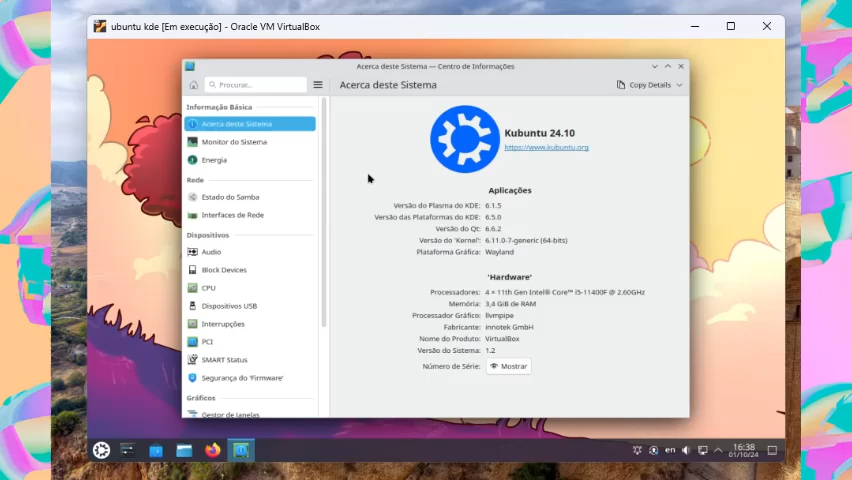 ubuntu kde [Em execução] - Oracle VM VirtualBox
Acerca deste Sistema — Centro de Informações
Procurar...
Acerca deste Sistema
Copy Details
Informação Básica
Acerca deste Sistema
Monitor do Sistema
Energia
Rede
Estado do Samba
Interfaces de Rede
Dispositivos
Audio
Block Devices
CPU
Dispositivos USB
Interrupções
PCI
SMART Status
Segurança do 'Firmware'
Gráficos
Gestor de Janelas
Kubuntu 24.10
https://www.kubuntu.org
Aplicações
Versão do Plasma do KDE: 6.1.5
Versão das Plataformas do KDE: 6.5.0
Versão do Qt: 6.6.2
Versão do 'Kernel': 6.11.0-7-generic (64-bits)
Plataforma Gráfica: Wayland
'Hardware'
Processadores: 4 × 11th Gen Intel® Core™ i5-11400F @ 2.60GHz
Memória: 3,4 GiB de RAM
Processador Gráfico: llvmpipe
Fabricante: innotek GmbH
Nome do Produto: VirtualBox
Versão do Sistema: 1.2
Número de Série: Mostrar
en
16:38
01/10/24